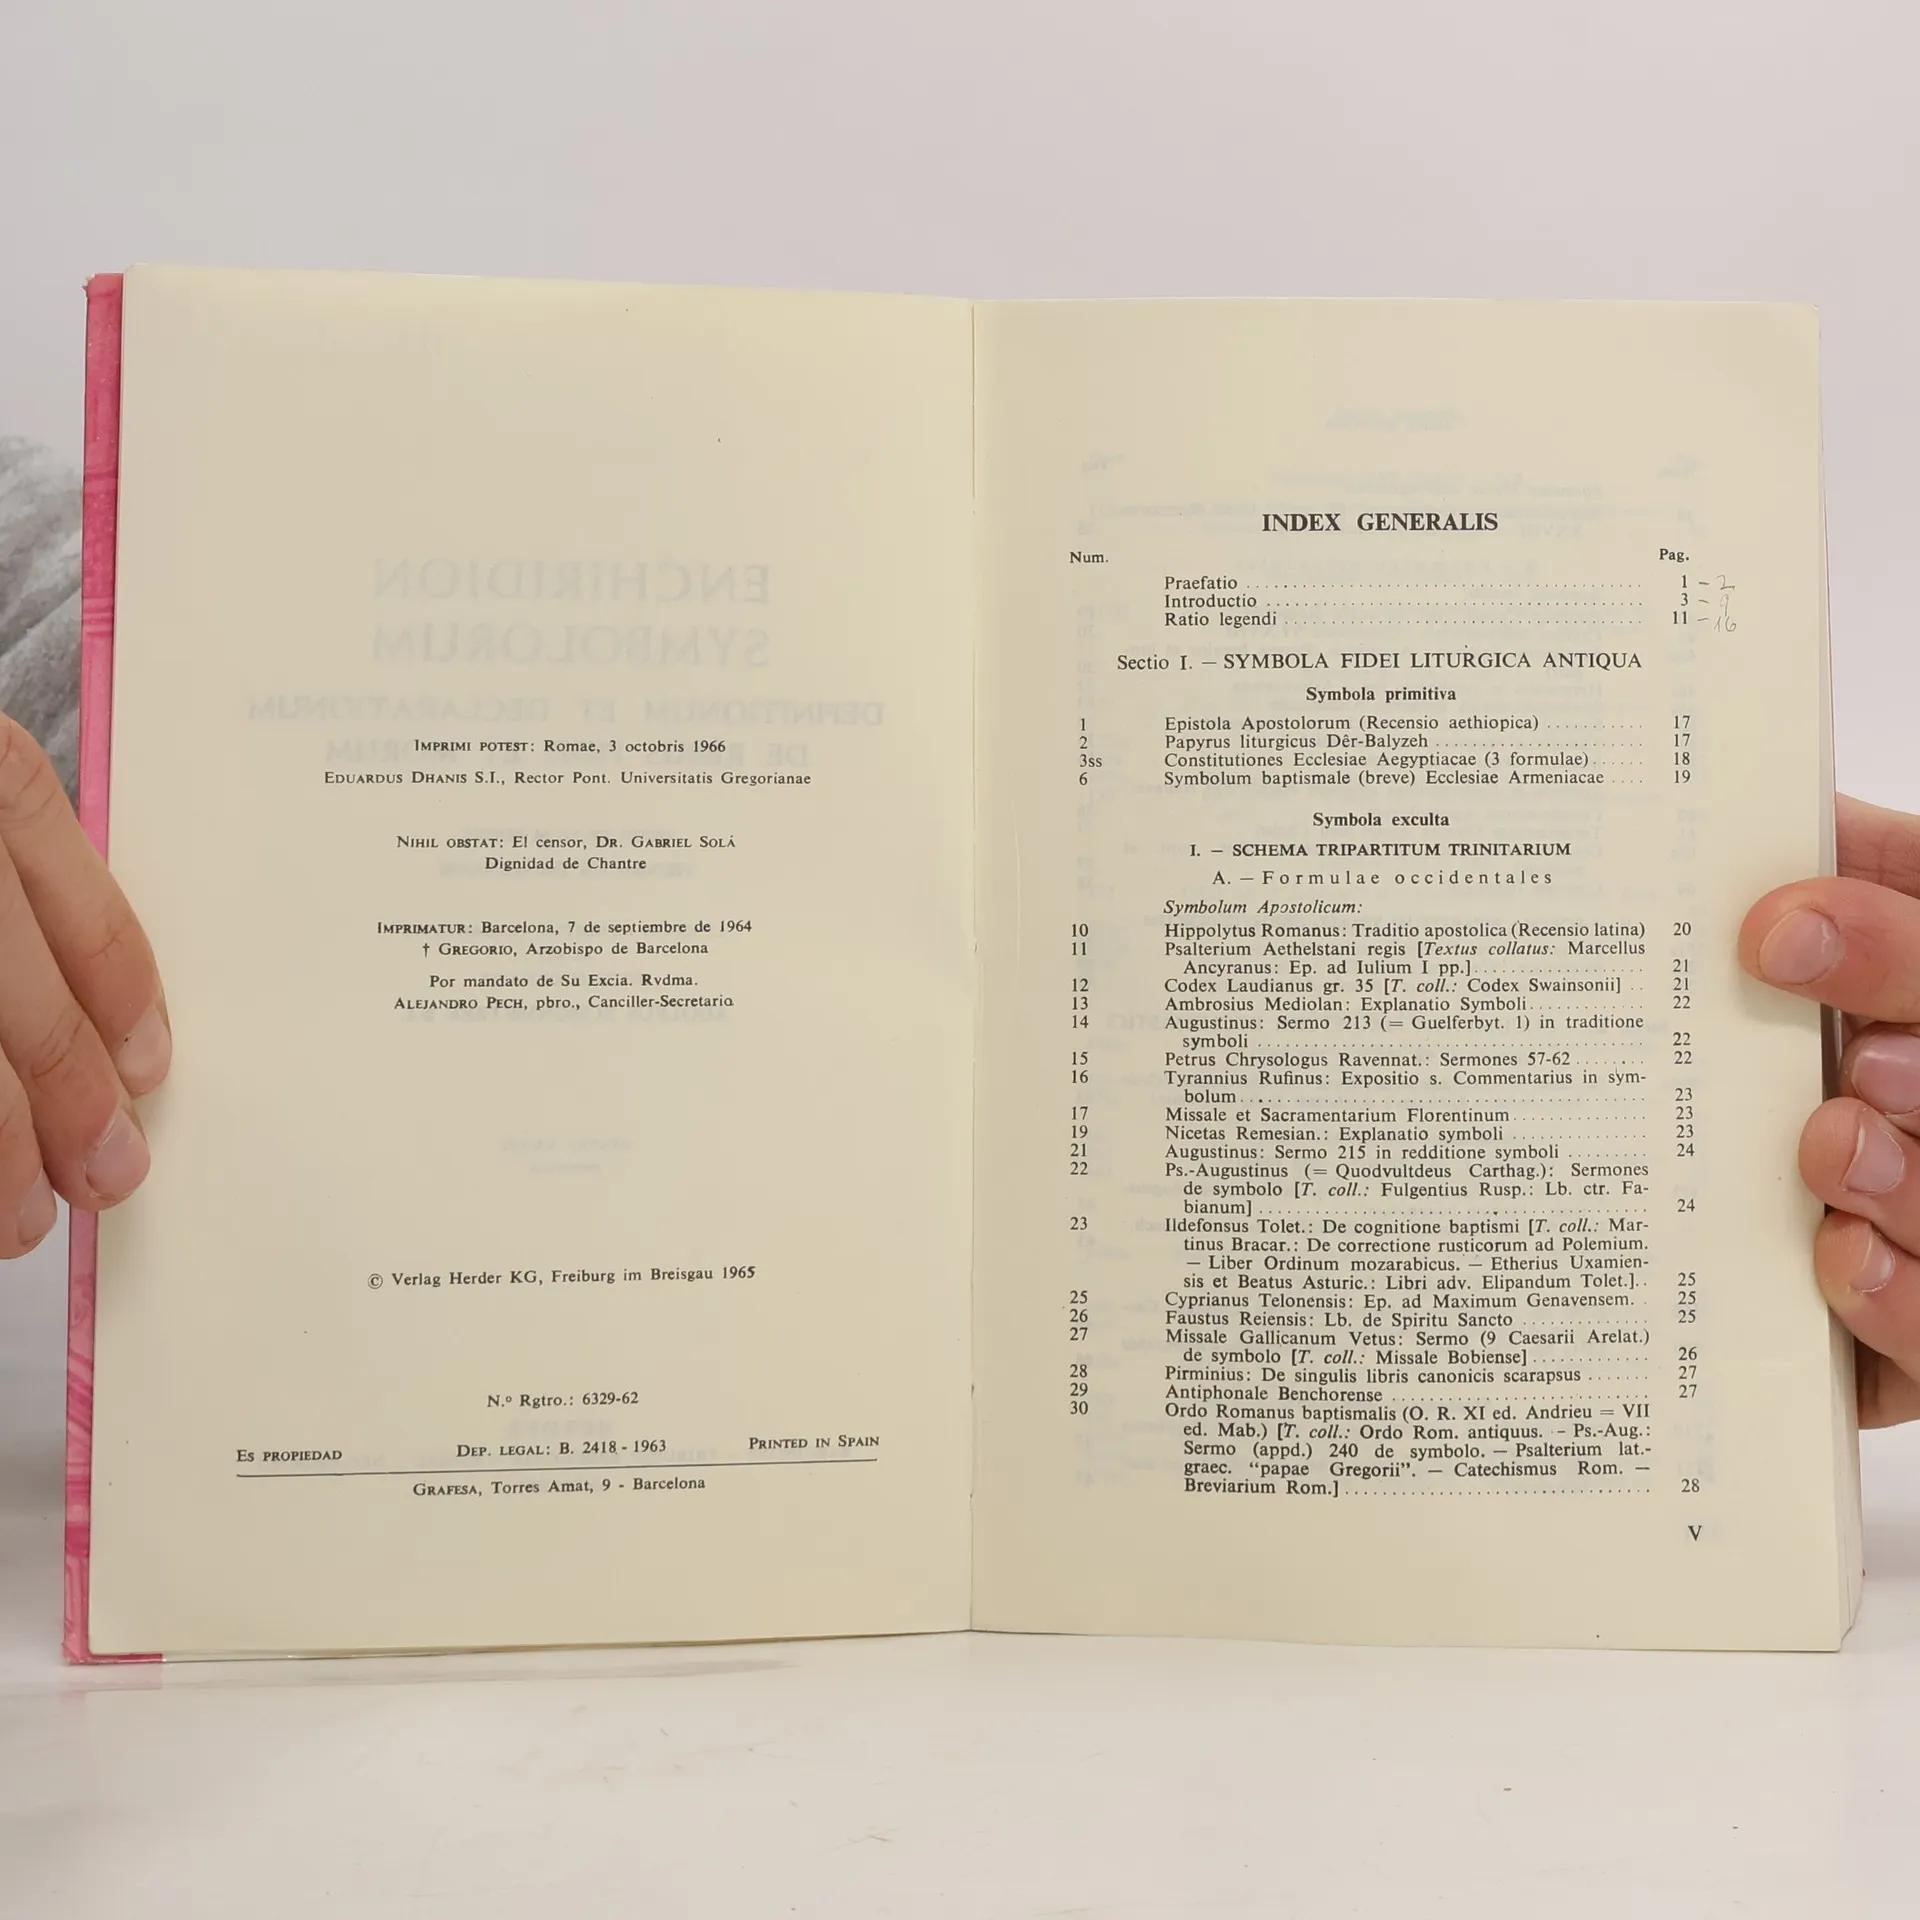 IMPRIMI POTEST: Romae, 3 octobris 1966
EDUARDUS DHANIS S.I., Rector Pont. Universitatis Gregorianae
NIHIL OBSTAT: El censor, DR. GABRIEL SOLÁ
Dignidad de Chantre
IMPRIMATUR: Barcelona, 7 de septiembre de 1964
† GREGORIO, Arzobispo de Barcelona
Por mandato de Su Excia. Rvdma.
ALEJANDRO PECH, pbro., Canciller-Secretario
© Verlag Herder KG, Freiburg im Breisgau 1965
N.º Rgtro.: 6329-62
ES PROPIEDAD DEP. LEGAL: B. 2418 - 1963 PRINTED IN SPAIN
GRAFESA, Torres Amat, 9 - Barcelona
INDEX GENERALIS
Num. Pag.
Praefatio 1 - 2
Introductio 3 - 9
Ratio legendi 11 - 16
Sectio I. — SYMBOLA FIDEI LITURGICA ANTIQUA
Symbola primitiva
1 Epistola Apostolorum (Recensio aethiopica) 17
2 Papyrus liturgicus Dêr-Balyzeh 17
3ss Constitutiones Ecclesiae Aegyptiacae (3 formulae) 18
6 Symbolum baptismale (breve) Ecclesiae Armeniacae 19
Symbola exculta
I. — SCHEMA TRIPARTITUM TRINITARIUM
A. — Formulae occidentales
Symbolum Apostolicum:
10 Hippolytus Romanus: Traditio apostolica (Recensio latina) 20
11 Psalterium Aethelstani regis [Textus collatus: Marcellus
Ancyranus: Ep. ad Iulium I pp.] 21
12 Codex Laudianus gr. 35 [T. coll.: Codex Swainsonii] 21
13 Ambrosius Mediolan: Explanatio Symboli 22
14 Augustinus: Sermo 213 (= Guelferbyt. 1) in traditione
symboli 22
15 Petrus Chrysologus Ravennat.: Sermones 57-62 22
16 Tyrannius Rufinus: Expositio s. Commentarius in sym-
bolum 23
17 Missale et Sacramentarium Florentinum 23
19 Nicetas Remesian.: Explanatio symboli 23
21 Augustinus: Sermo 215 in redditione symboli 24
22 Ps.-Augustinus (= Quodvultdeus Carthag.): Sermones
de symbolo [T. coll.: Fulgentius Rusp.: Lb. ctr. Fa-
bianum] 24
23 Ildefonsus Tolet.: De cognitione baptismi [T. coll.: Mar-
tinus Bracar.: De correctione rusticorum ad Polemium.
— Liber Ordinum mozarabicus. — Etherius Uxamien-
sis et Beatus Asturic.: Libri adv. Elipandum Tolet.] 25
25 Cyprianus Telonensis: Ep. ad Maximum Genavensem. 25
26 Faustus Reiensis: Lb. de Spiritu Sancto 25
27 Missale Gallicanum Vetus: Sermo (9 Caesarii Arelat.)
de symbolo [T. coll.: Missale Bobiense] 26
28 Pirminius: De singulis libris canonicis scarapsus 27
29 Antiphonale Benchorense 27
30 Ordo Romanus baptismalis (O. R. XI ed. Andrieu = VII
ed. Mab.) [T. coll.: Ordo Rom. antiquus. - Ps.-Aug.:
Sermo (appd.) 240 de symbolo. — Psalterium lat.-
graec. “papae Gregorii”. — Catechismus Rom. —
Breviarium Rom.] 28
V